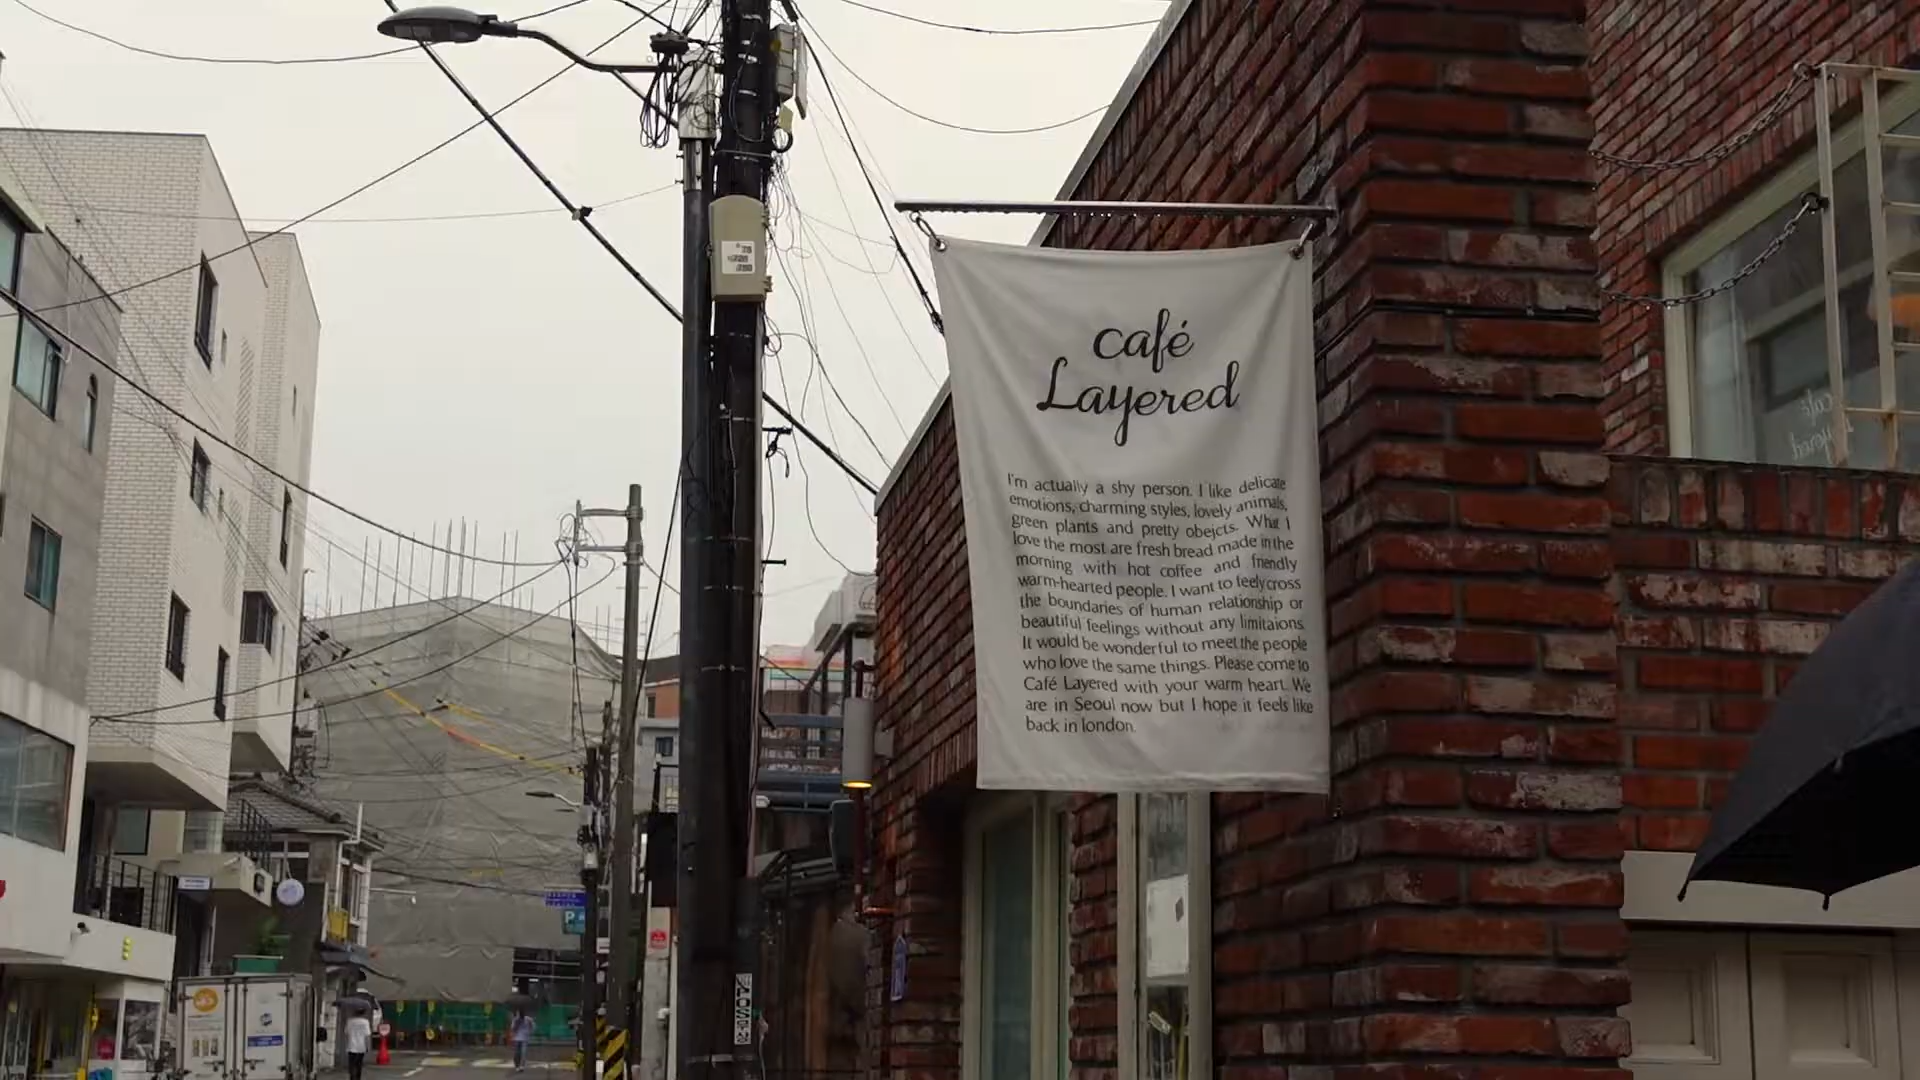 café
Layered
I'm actually a shy person. I like delicate
emotions, charming styles, lovely animals,
green plants and pretty obejcts. What I
love the most are fresh bread made in the
morning with hot coffee and friendly
warm-hearted people. I want to feely cross
the boundaries of human relationship or
beautiful feelings without any limitaions.
It would be wonderful to meet the people
who love the same things. Please come to
Café Layered with your warm heart. We
are in Seoul now but I hope it feels like
back in london.
café
Layered
P